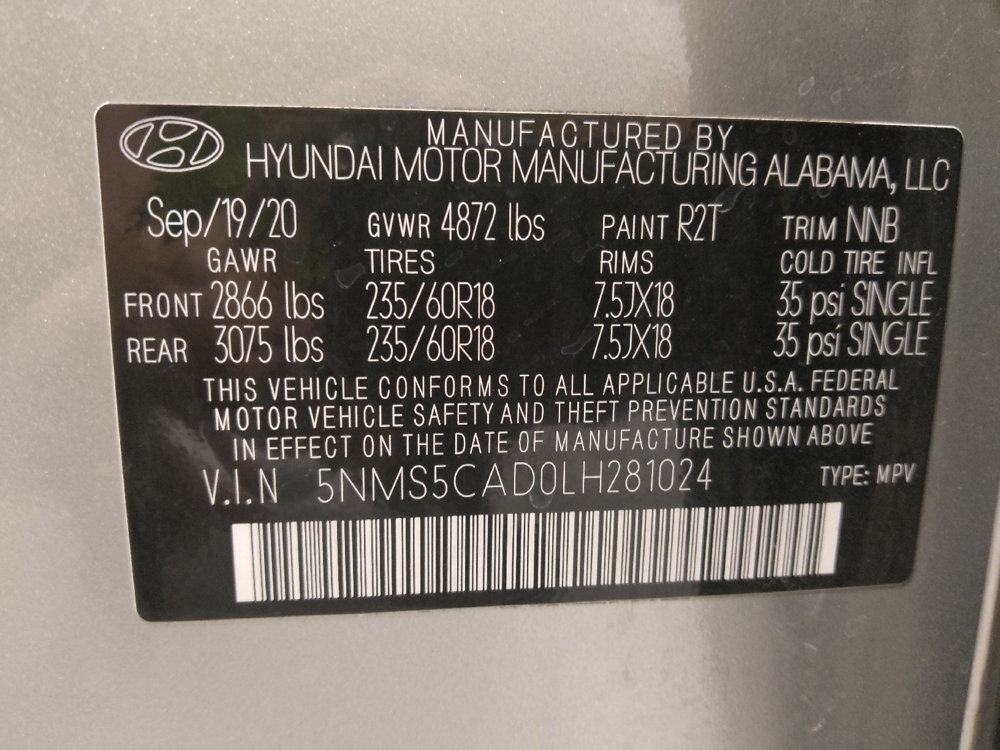 MANUFACTURED BY
HYUNDAI MOTOR MANUFACTURING ALABAMA, LLC
Sep/19/20 GVWR 4872 lbs PAINT R2T TRIM NNB
GAWR TIRES RIMS COLD TIRE INFL
FRONT 2866 lbs 235/60R18 7.5JX18 35 psi SINGLE
REAR 3075 lbs 235/60R18 7.5JX18 35 psi SINGLE
THIS VEHICLE CONFORMS TO ALL APPLICABLE U.S.A. FEDERAL
MOTOR VEHICLE SAFETY AND THEFT PREVENTION STANDARDS
IN EFFECT ON THE DATE OF MANUFACTURE SHOWN ABOVE
V.I.N 5NMS5CAD0LH281024 TYPE: MPV